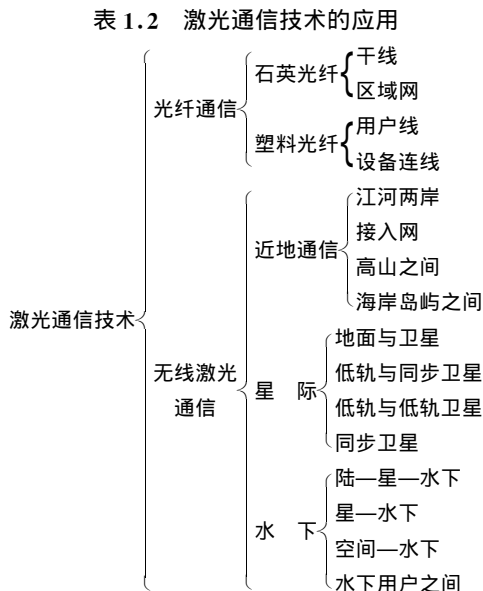 表 1.2 激光通信技术的应用
激光通信技术
光纤通信
石英光纤
干线
区域网
塑料光纤
用户线
设备连线
无线激光
通信
近地通信
江河两岸
接入网
高山之间
海岸岛屿之间
星 际
地面与卫星
低轨与同步卫星
低轨与低轨卫星
同步卫星
水 下
陆—星—水下
星—水下
空间—水下
水下用户之间